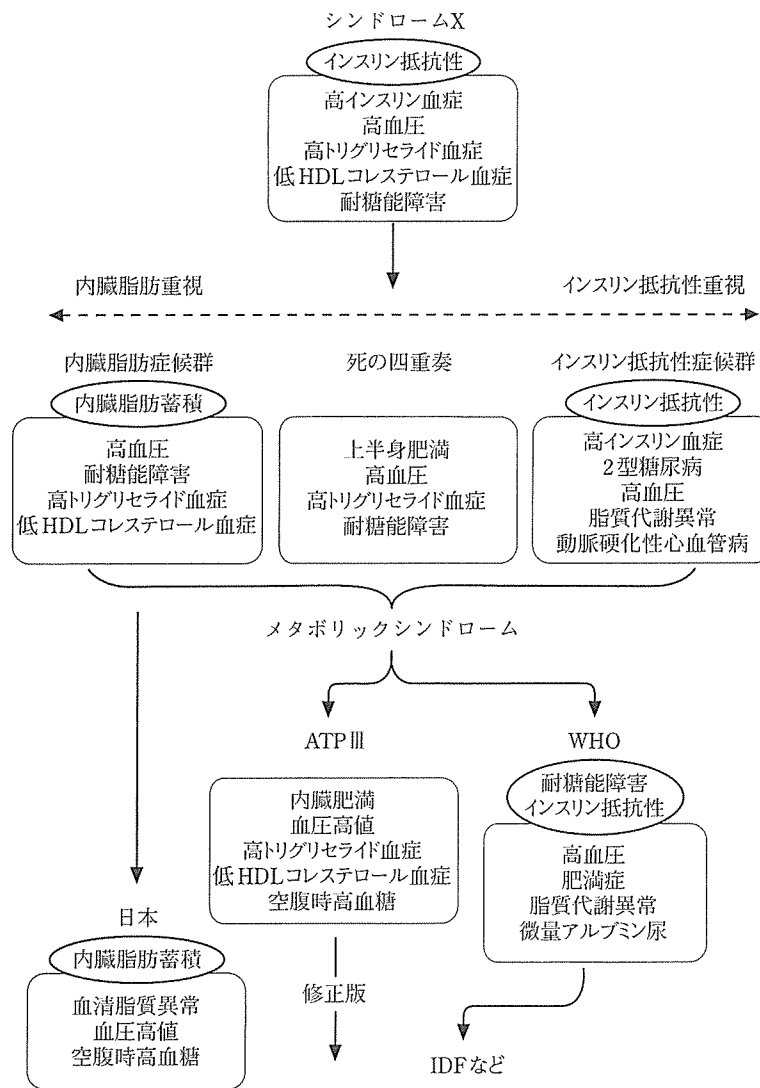 シンドロームX
インスリン抵抗性
高インスリン血症
高血圧
高トリグリセライド血症
低HDLコレステロール血症
耐糖能障害
内臓脂肪重視
インスリン抵抗性重視
内臓脂肪症候群
内臓脂肪蓄積
高血圧
耐糖能障害
高トリグリセライド血症
低HDLコレステロール血症
死の四重奏
上半身肥満
高血圧
高トリグリセライド血症
耐糖能障害
インスリン抵抗性症候群
インスリン抵抗性
高インスリン血症
2型糖尿病
高血圧
脂質代謝異常
動脈硬化性心血管病
メタボリックシンドローム
ATPⅢ
内臓肥満
血圧高値
高トリグリセライド血症
低HDLコレステロール血症
空腹時高血糖
修正版
WHO
耐糖能障害
インスリン抵抗性
高血圧
肥満症
脂質代謝異常
微量アルブミン尿
IDFなど
日本
内臓脂肪蓄積
血清脂質異常
血圧高値
空腹時高血糖